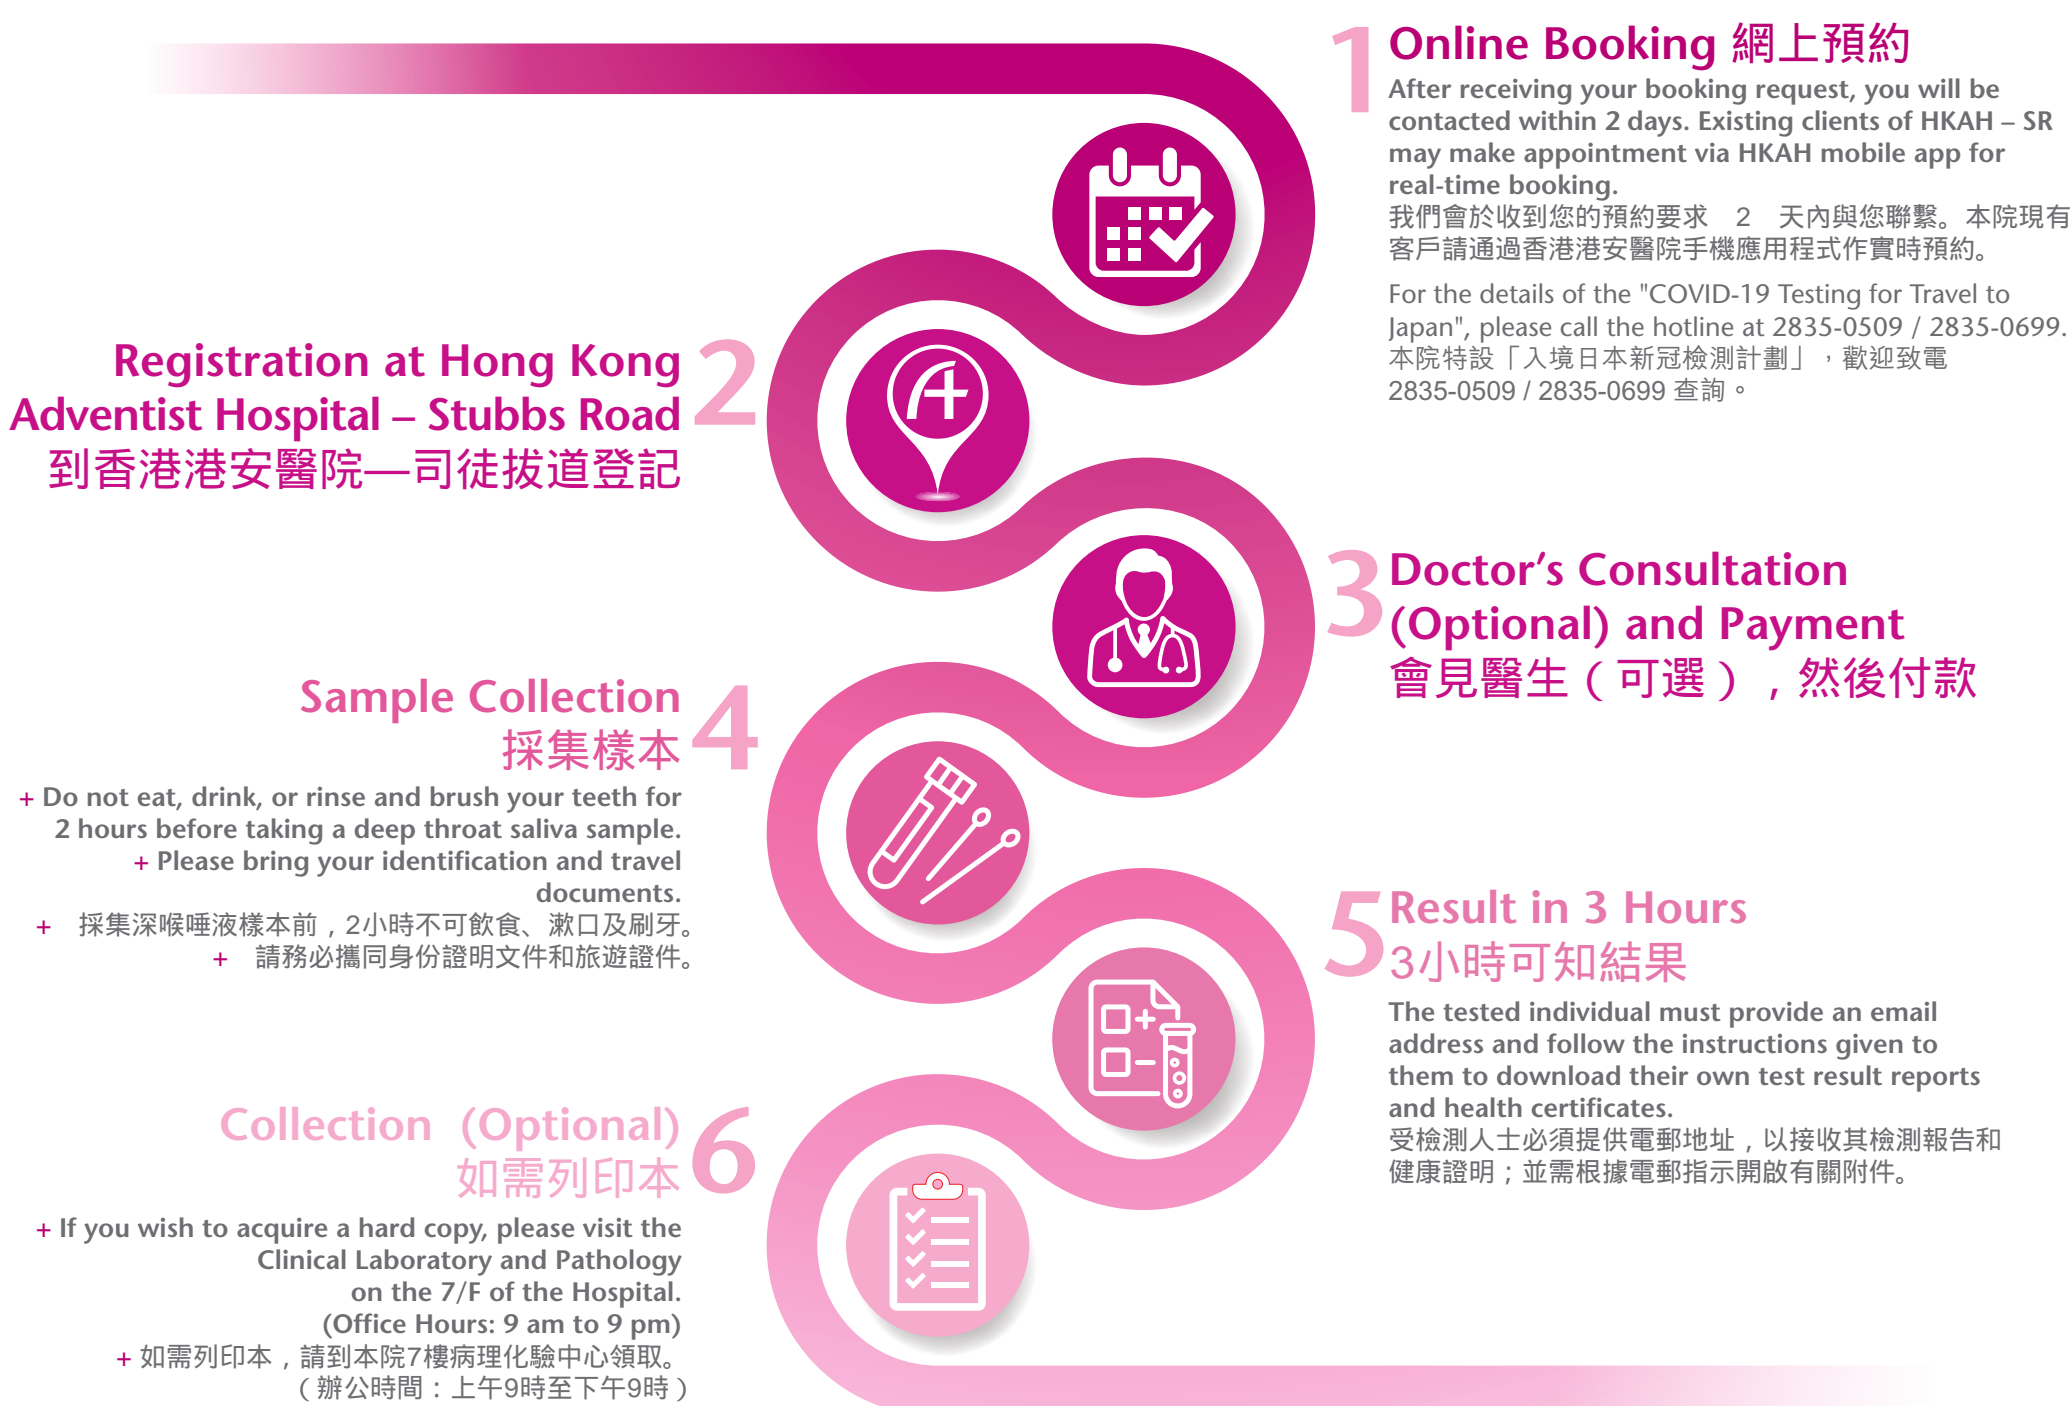 1
Online Booking 網上預約
After receiving your booking request, you will be
contacted within 2 days. Existing clients of HKAH – SR
may make appointment via HKAH mobile app for
real-time booking.
我們會於收到您的預約要求 2 天內與您聯繫。本院現有
客戶請通過香港港安醫院手機應用程式作實時預約。
For the details of the "COVID-19 Testing for Travel to
Japan", please call the hotline at 2835-0509 / 2835-0699.
本院特設「入境日本新冠檢測計劃」，歡迎致電
2835-0509 / 2835-0699 查詢。
2
Registration at Hong Kong
Adventist Hospital – Stubbs Road
到香港港安醫院—司徒拔道登記
3
Doctor’s Consultation
(Optional) and Payment
會見醫生（可選），然後付款
4
Sample Collection
採集樣本
+ Do not eat, drink, or rinse and brush your teeth for
2 hours before taking a deep throat saliva sample.
+ Please bring your identification and travel
documents.
+ 採集深喉唾液樣本前，2小時不可飲食、漱口及刷牙。
+ 請務必攜同身份證明文件和旅遊證件。
5
Result in 3 Hours
3小時可知結果
The tested individual must provide an email
address and follow the instructions given to
them to download their own test result reports
and health certificates.
受檢測人士必須提供電郵地址，以接收其檢測報告和
健康證明；並需根據電郵指示開啟有關附件。
6
Collection (Optional)
如需列印本
+ If you wish to acquire a hard copy, please visit the
Clinical Laboratory and Pathology
on the 7/F of the Hospital.
(Office Hours: 9 am to 9 pm)
+ 如需列印本，請到本院7樓病理化驗中心領取。
（辦公時間：上午9時至下午9時）